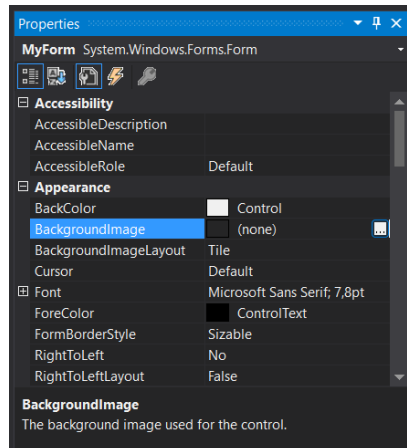 Properties
MyForm System.Windows.Forms.Form
Accessibility
AccessibleDescription
AccessibleName
AccessibleRole Default
Appearance
BackColor Control
BackgroundImage (none) ...
BackgroundImageLayout Tile
Cursor Default
Font Microsoft Sans Serif; 7,8pt
ForeColor ControlText
FormBorderStyle Sizable
RightToLeft No
RightToLeftLayout False
BackgroundImage
The background image used for the control.